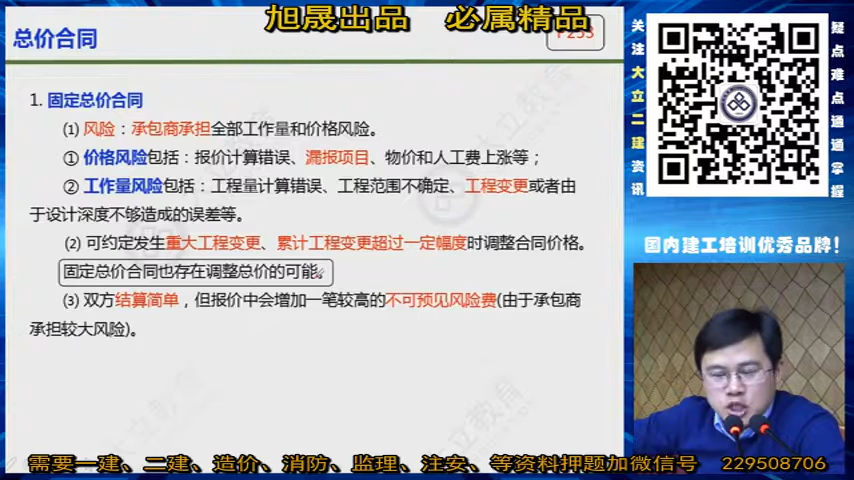 旭晟出品 必属精品
总价合同
P253
1. 固定总价合同
(1) 风险：承包商承担全部工作量和价格风险。
① 价格风险包括：报价计算错误、漏报项目、物价和人工费上涨等；
② 工作量风险包括：工程量计算错误、工程范围不确定、工程变更或者由
于设计深度不够造成的误差等。
(2) 可约定发生重大工程变更、累计工程变更超过一定幅度时调整合同价格。
固定总价合同也存在调整总价的可能。
(3) 双方结算简单，但报价中会增加一笔较高的不可预见风险费(由于承包商
承担较大风险)。
关注大立二建资讯
疑点难点通通掌握
国内建工培训优秀品牌!
大立教育
大立教育
需要一建、二建、造价、消防、监理、注安、等资料押题加微信号 229508706